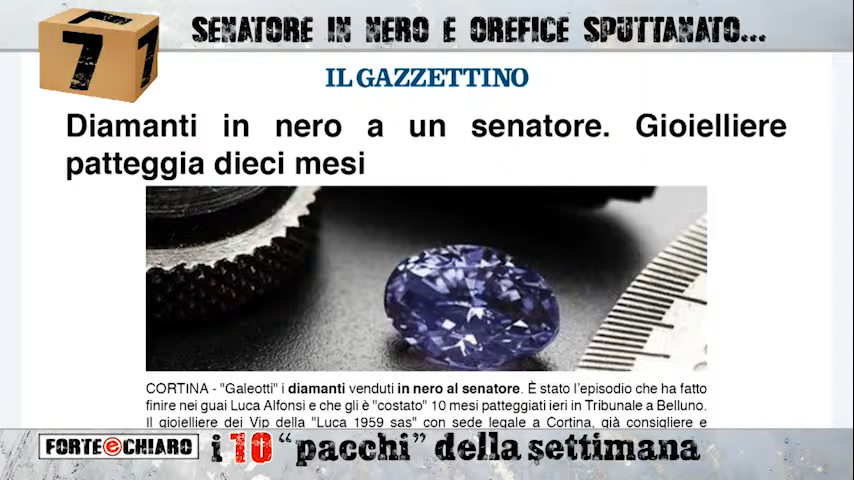 7 7
SENATORE IN NERO E OREFICE SPUTTANATO...
IL GAZZETTINO
Diamanti in nero a un senatore. Gioielliere
patteggia dieci mesi
CORTINA - "Galeotti" i diamanti venduti in nero al senatore. È stato l'episodio che ha fatto
finire nei guai Luca Alfonsi e che gli è "costato" 10 mesi patteggiati ieri in Tribunale a Belluno.
Il gioielliere dei Vip della "Luca 1959 sas" con sede legale a Cortina, già consigliere e
FORTE e CHIARO i 10 "pacchi" della settimana